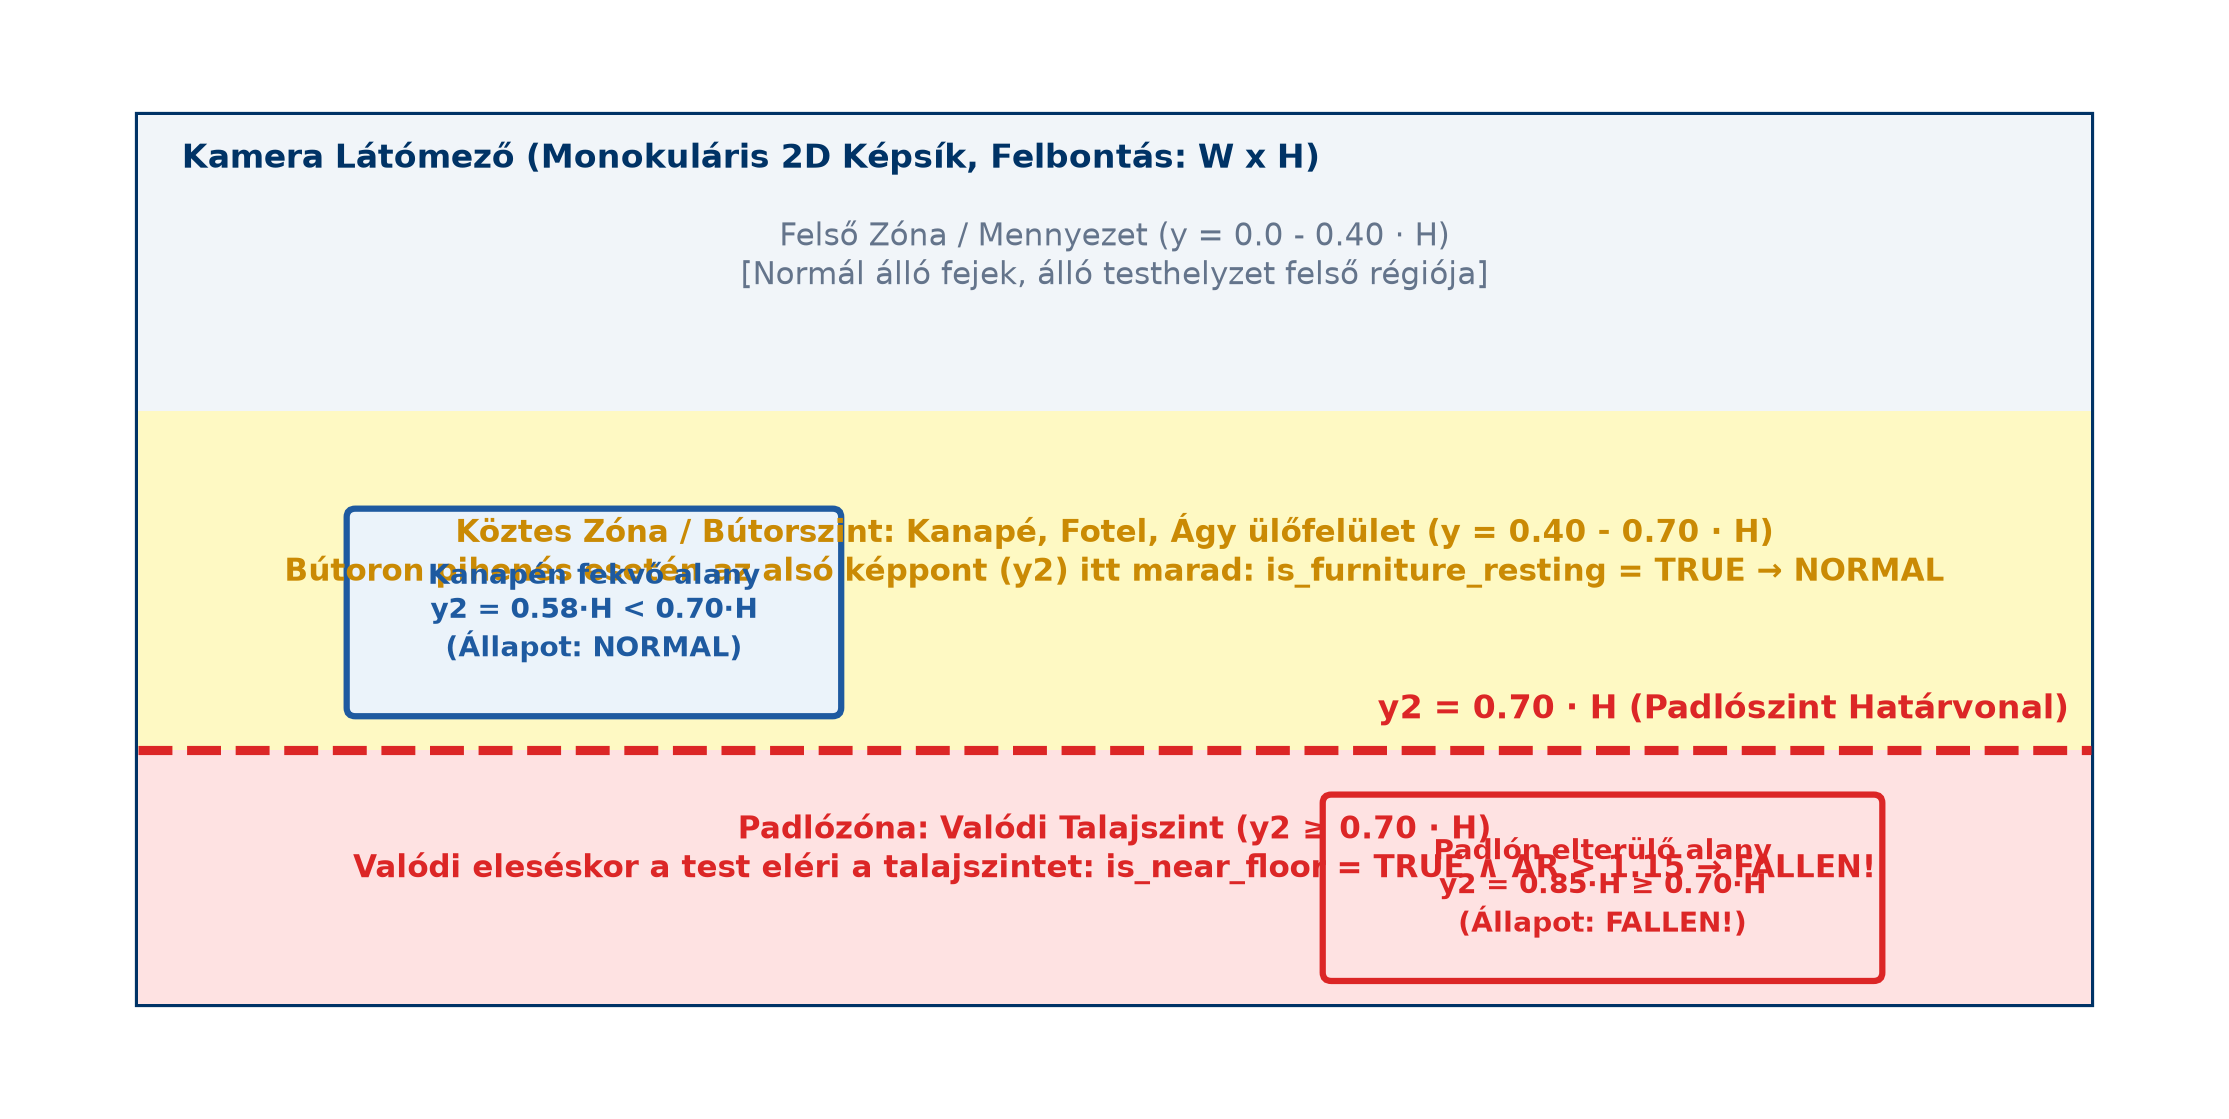 Kamera Látómező (Monokuláris 2D Képsík, Felbontás: W x H)
Felső Zóna / Mennyezet (y = 0.0 - 0.40 · H)
[Normál álló fejek, álló testhelyzet felső régiója]
Köztes Zóna / Bútorszint: Kanapé, Fotel, Ágy ülőfelület (y = 0.40 - 0.70 · H)
Bútoron pihenés esetén az alsó képpont (y2) itt marad: is_furniture_resting = TRUE → NORMAL
Kanapén fekvő alany
y2 = 0.58·H < 0.70·H
(Állapot: NORMAL)
y2 = 0.70 · H (Padlószint Határvonal)
Padlózóna: Valódi Talajszint (y2 ≥ 0.70 · H)
Valódi eleséskor a test eléri a talajszintet: is_near_floor = TRUE ∧ AR > 1.15 → FALLEN!
Padlón elterülő alany
y2 = 0.85·H ≥ 0.70·H
(Állapot: FALLEN!)